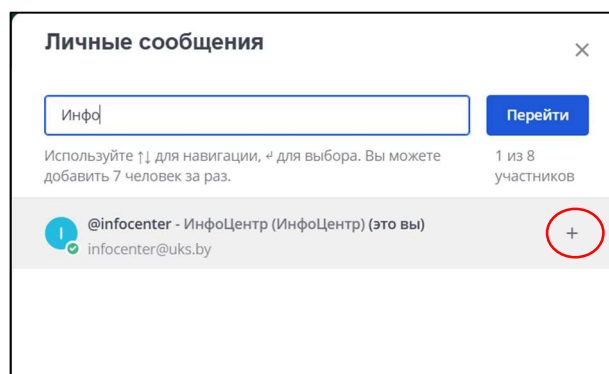 Личные сообщения
Инфо
Перейти
Используйте ↑↓ для навигации, ↵ для выбора. Вы можете
добавить 7 человек за раз.
1 из 8
участников
I
@infocenter - ИнфоЦентр (ИнфоЦентр) (это вы)
infocenter@uks.by